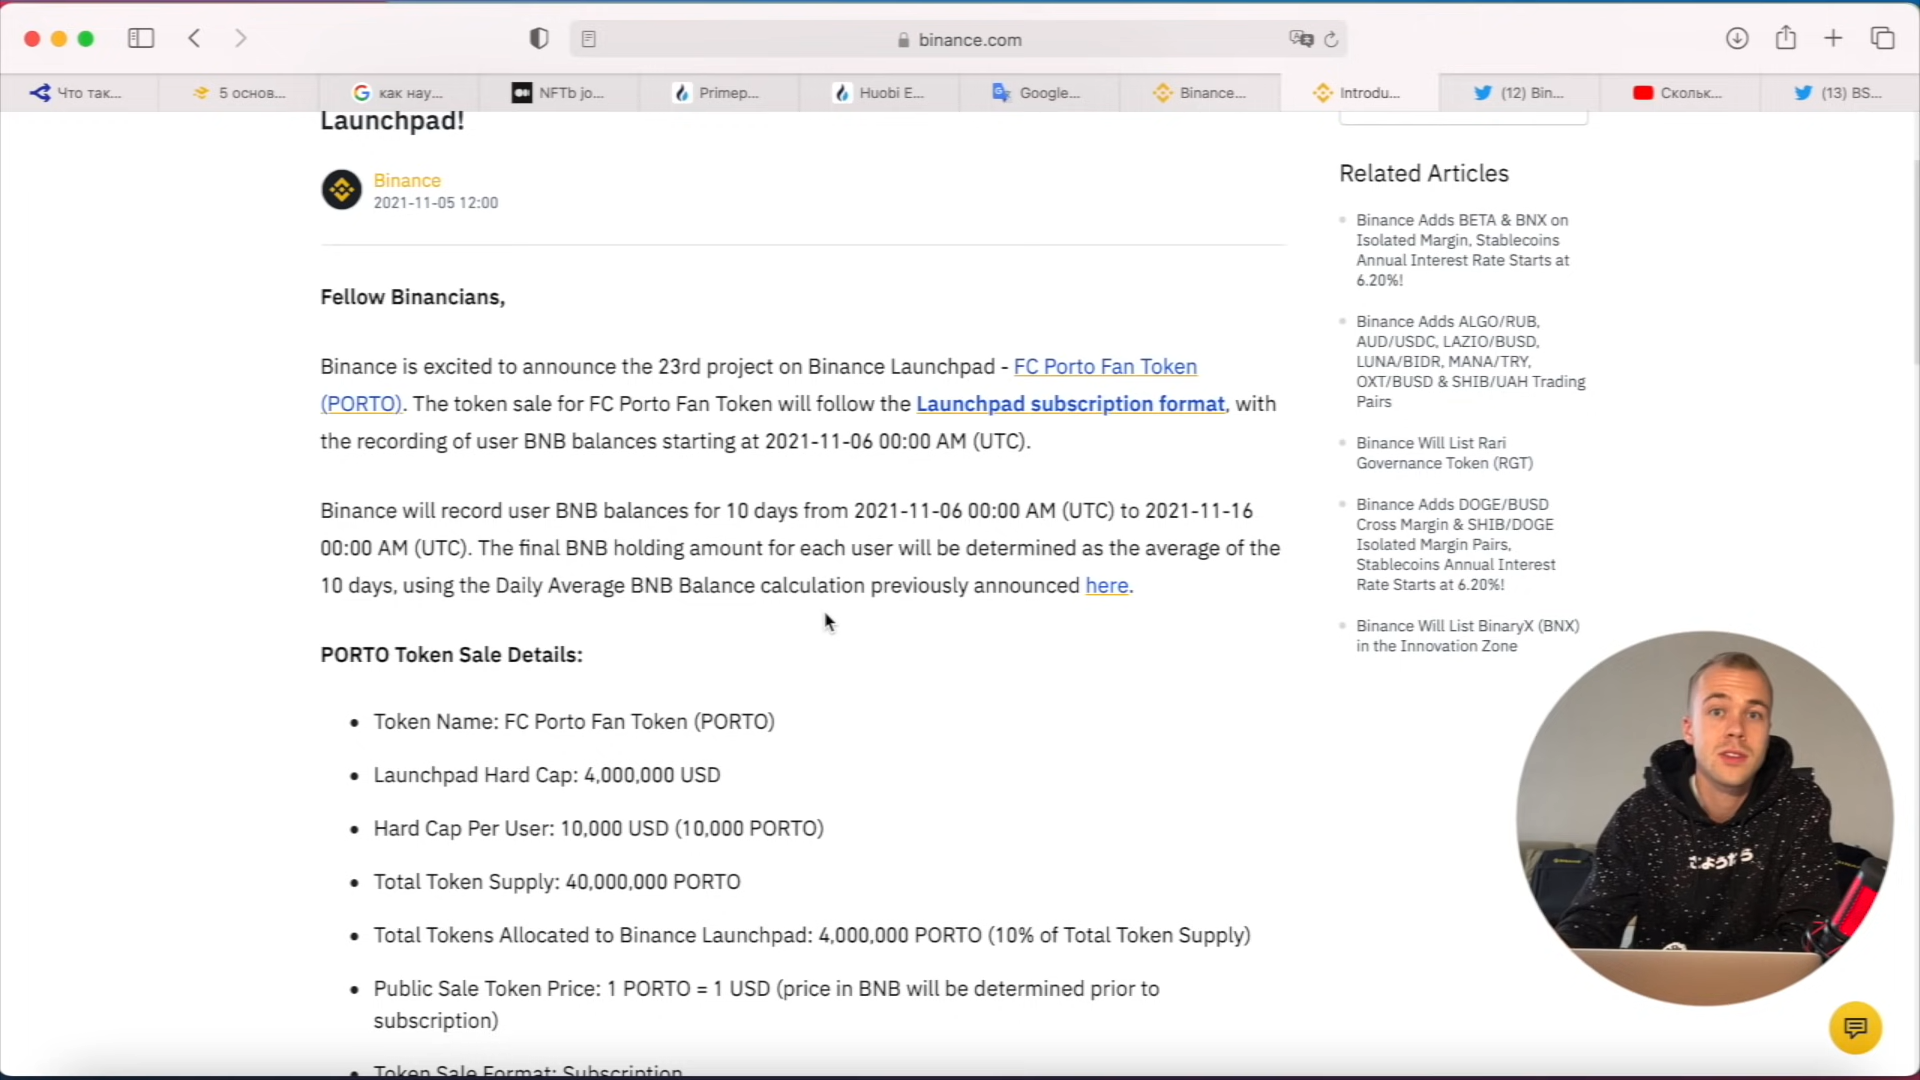 binance.com
Что так...
5 основ...
как нау...
NFTb jo...
Primep...
Huobi E...
Google...
Binance...
Introdu...
(12) Bin...
Скольк...
(13) BS...
Launchpad!
Binance
2021-11-05 12:00
Fellow Binancians,
Binance is excited to announce the 23rd project on Binance Launchpad - FC Porto Fan Token
(PORTO). The token sale for FC Porto Fan Token will follow the Launchpad subscription format, with
the recording of user BNB balances starting at 2021-11-06 00:00 AM (UTC).
Binance will record user BNB balances for 10 days from 2021-11-06 00:00 AM (UTC) to 2021-11-16
00:00 AM (UTC). The final BNB holding amount for each user will be determined as the average of the
10 days, using the Daily Average BNB Balance calculation previously announced here.
PORTO Token Sale Details:
• Token Name: FC Porto Fan Token (PORTO)
• Launchpad Hard Cap: 4,000,000 USD
• Hard Cap Per User: 10,000 USD (10,000 PORTO)
• Total Token Supply: 40,000,000 PORTO
• Total Tokens Allocated to Binance Launchpad: 4,000,000 PORTO (10% of Total Token Supply)
• Public Sale Token Price: 1 PORTO = 1 USD (price in BNB will be determined prior to
subscription)
• Token Sale Format: Subscription
Related Articles
Binance Adds BETA & BNX on
Isolated Margin, Stablecoins
Annual Interest Rate Starts at
6.20%!
Binance Adds ALGO/RUB,
AUD/USDC, LAZIO/BUSD,
LUNA/BIDR, MANA/TRY,
OXT/BUSD & SHIB/UAH Trading
Pairs
Binance Will List Rari
Governance Token (RGT)
Binance Adds DOGE/BUSD
Cross Margin & SHIB/DOGE
Isolated Margin Pairs,
Stablecoins Annual Interest
Rate Starts at 6.20%!
Binance Will List BinaryX (BNX)
in the Innovation Zone